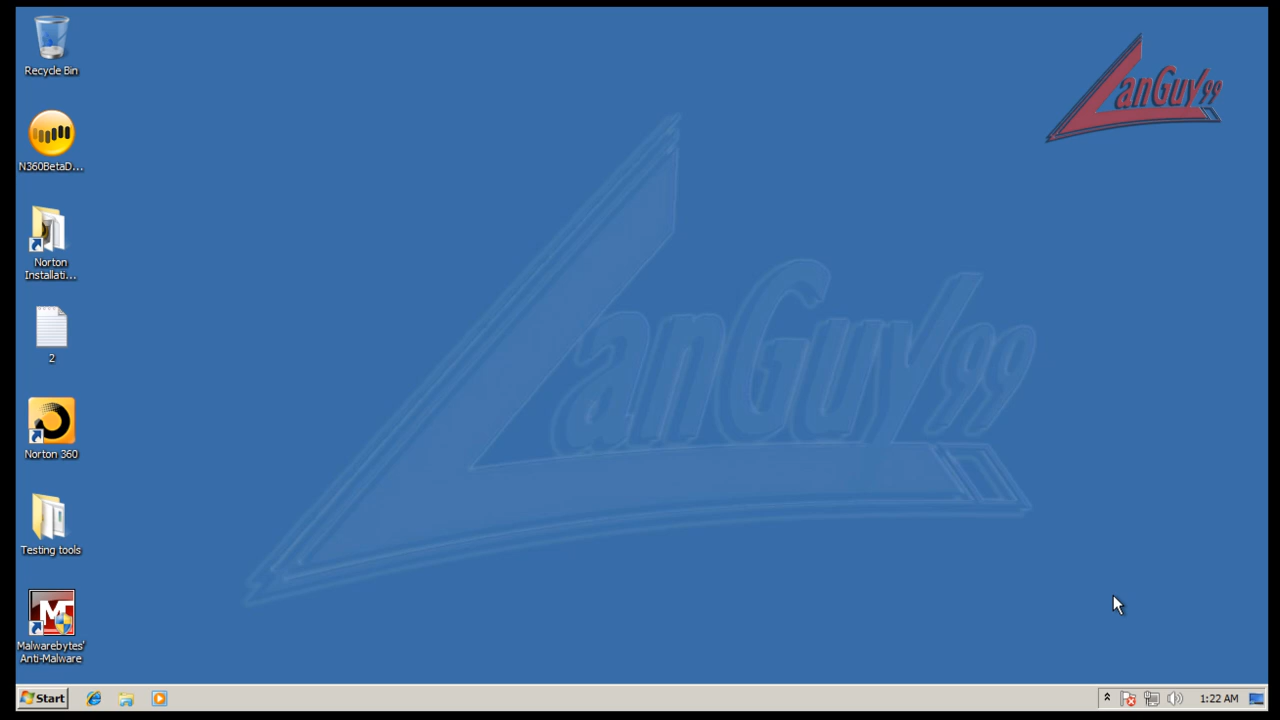 Recycle Bin
LanGuy99
N360BetaD...
Norton
Installati...
LanGuy99
2
Norton 360
Testing tools
M
Malwarebytes'
Anti-Malware
Start
1:22 AM